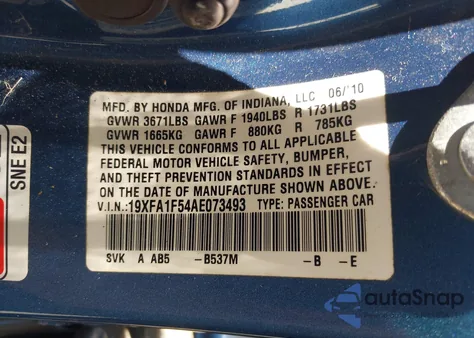 MFD. BY HONDA MFG. OF INDIANA, LLC 06/10
GVWR 3671LBS GAWR F 1940LBS R 1731LBS
GVWR 1665KG GAWR F 880KG R 785KG
THIS VEHICLE CONFORMS TO ALL APPLICABLE
FEDERAL MOTOR VEHICLE SAFETY, BUMPER,
AND THEFT PREVENTION STANDARDS IN EFFECT
ON THE DATE OF MANUFACTURE SHOWN ABOVE.
V.I.N.:19XFA1F54AE073493 TYPE: PASSENGER CAR
SVK A AB5 -B537M -B -E
SNE E2
autoSnap